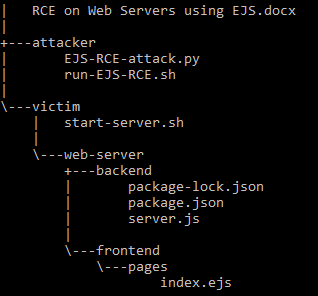 |   RCE on Web Servers using EJS.docx
|
+---attacker
|       EJS-RCE-attack.py
|       run-EJS-RCE.sh
|
\---victim
    |   start-server.sh
    |
    \---web-server
        +---backend
        |       package-lock.json
        |       package.json
        |       server.js
        |
        \---frontend
            \---pages
                    index.ejs